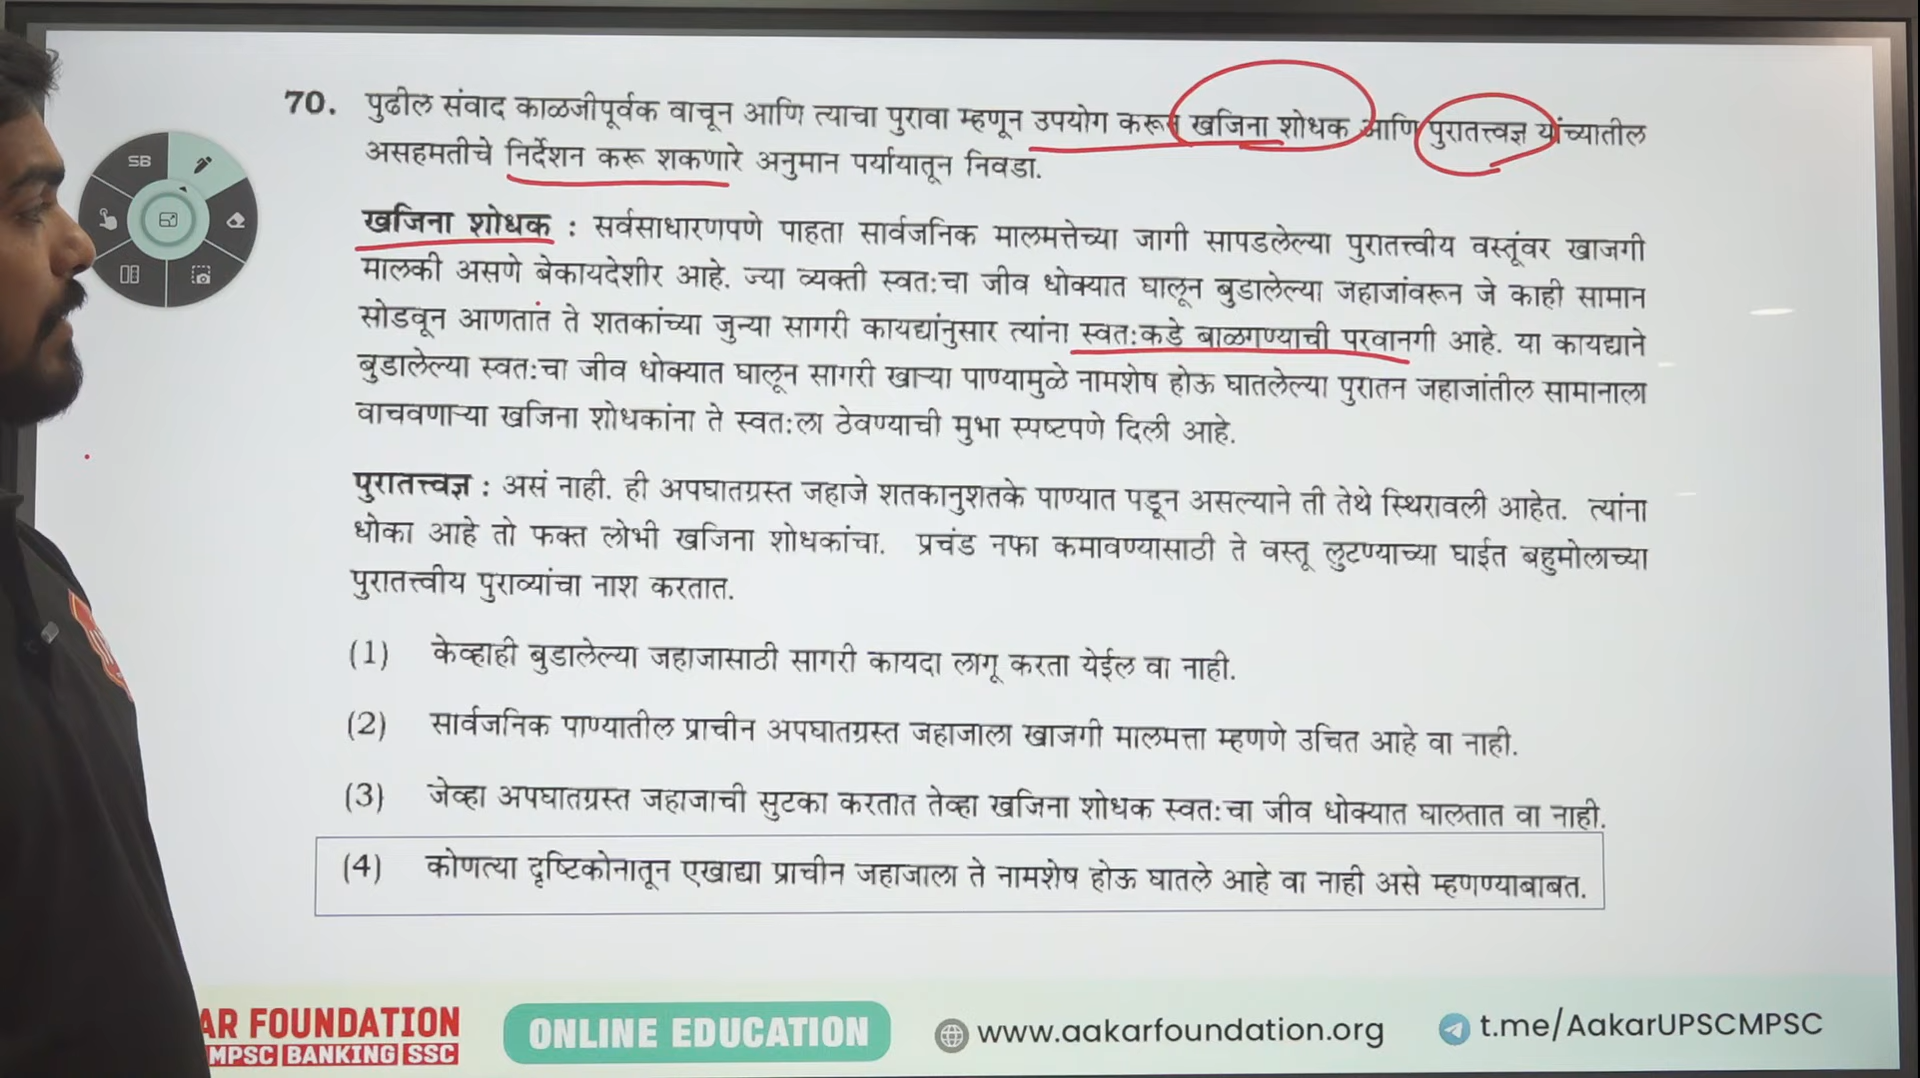 SB
70. पुढील संवाद काळजीपूर्वक वाचून आणि त्याचा पुरावा म्हणून उपयोग करून खजिना शोधक आणि पुरातत्त्वज्ञ यांच्यातील
असहमतीचे निर्देशन करू शकणारे अनुमान पर्यायातून निवडा.
खजिना शोधक : सर्वसाधारणपणे पाहता सार्वजनिक मालमत्तेच्या जागी सापडलेल्या पुरातत्त्वीय वस्तूंवर खाजगी
मालकी असणे बेकायदेशीर आहे. ज्या व्यक्ती स्वत:चा जीव धोक्यात घालून बुडालेल्या जहाजांवरून जे काही सामान
सोडवून आणतात ते शतकांच्या जुन्या सागरी कायद्यांनुसार त्यांना स्वत:कडे बाळगण्याची परवानगी आहे. या कायद्याने
बुडालेल्या स्वत:चा जीव धोक्यात घालून सागरी खाऱ्या पाण्यामुळे नामशेष होऊ घातलेल्या पुरातन जहाजांतील सामानाला
वाचवणाऱ्या खजिना शोधकांना ते स्वत:ला ठेवण्याची मुभा स्पष्टपणे दिली आहे.
पुरातत्त्वज्ञ : असं नाही. ही अपघातग्रस्त जहाजे शतकानुशतके पाण्यात पडून असल्याने ती तेथे स्थिरावली आहेत. त्यांना
धोका आहे तो फक्त लोभी खजिना शोधकांचा. प्रचंड नफा कमावण्यासाठी ते वस्तू लुटण्याच्या घाईत बहुमोलाच्या
पुरातत्त्वीय पुराव्यांचा नाश करतात.
(1) केव्हाही बुडालेल्या जहाजासाठी सागरी कायदा लागू करता येईल वा नाही.
(2) सार्वजनिक पाण्यातील प्राचीन अपघातग्रस्त जहाजाला खाजगी मालमत्ता म्हणणे उचित आहे वा नाही.
(3) जेव्हा अपघातग्रस्त जहाजाची सुटका करतात तेव्हा खजिना शोधक स्वत:चा जीव धोक्यात घालतात वा नाही.
(4) कोणत्या दृष्टिकोनातून एखाद्या प्राचीन जहाजाला ते नामशेष होऊ घातले आहे वा नाही असे म्हणण्याबाबत.
AR FOUNDATION
MPSC BANKING SSC
ONLINE EDUCATION
www.aakarfoundation.org
t.me/AakarUPSCMPSC